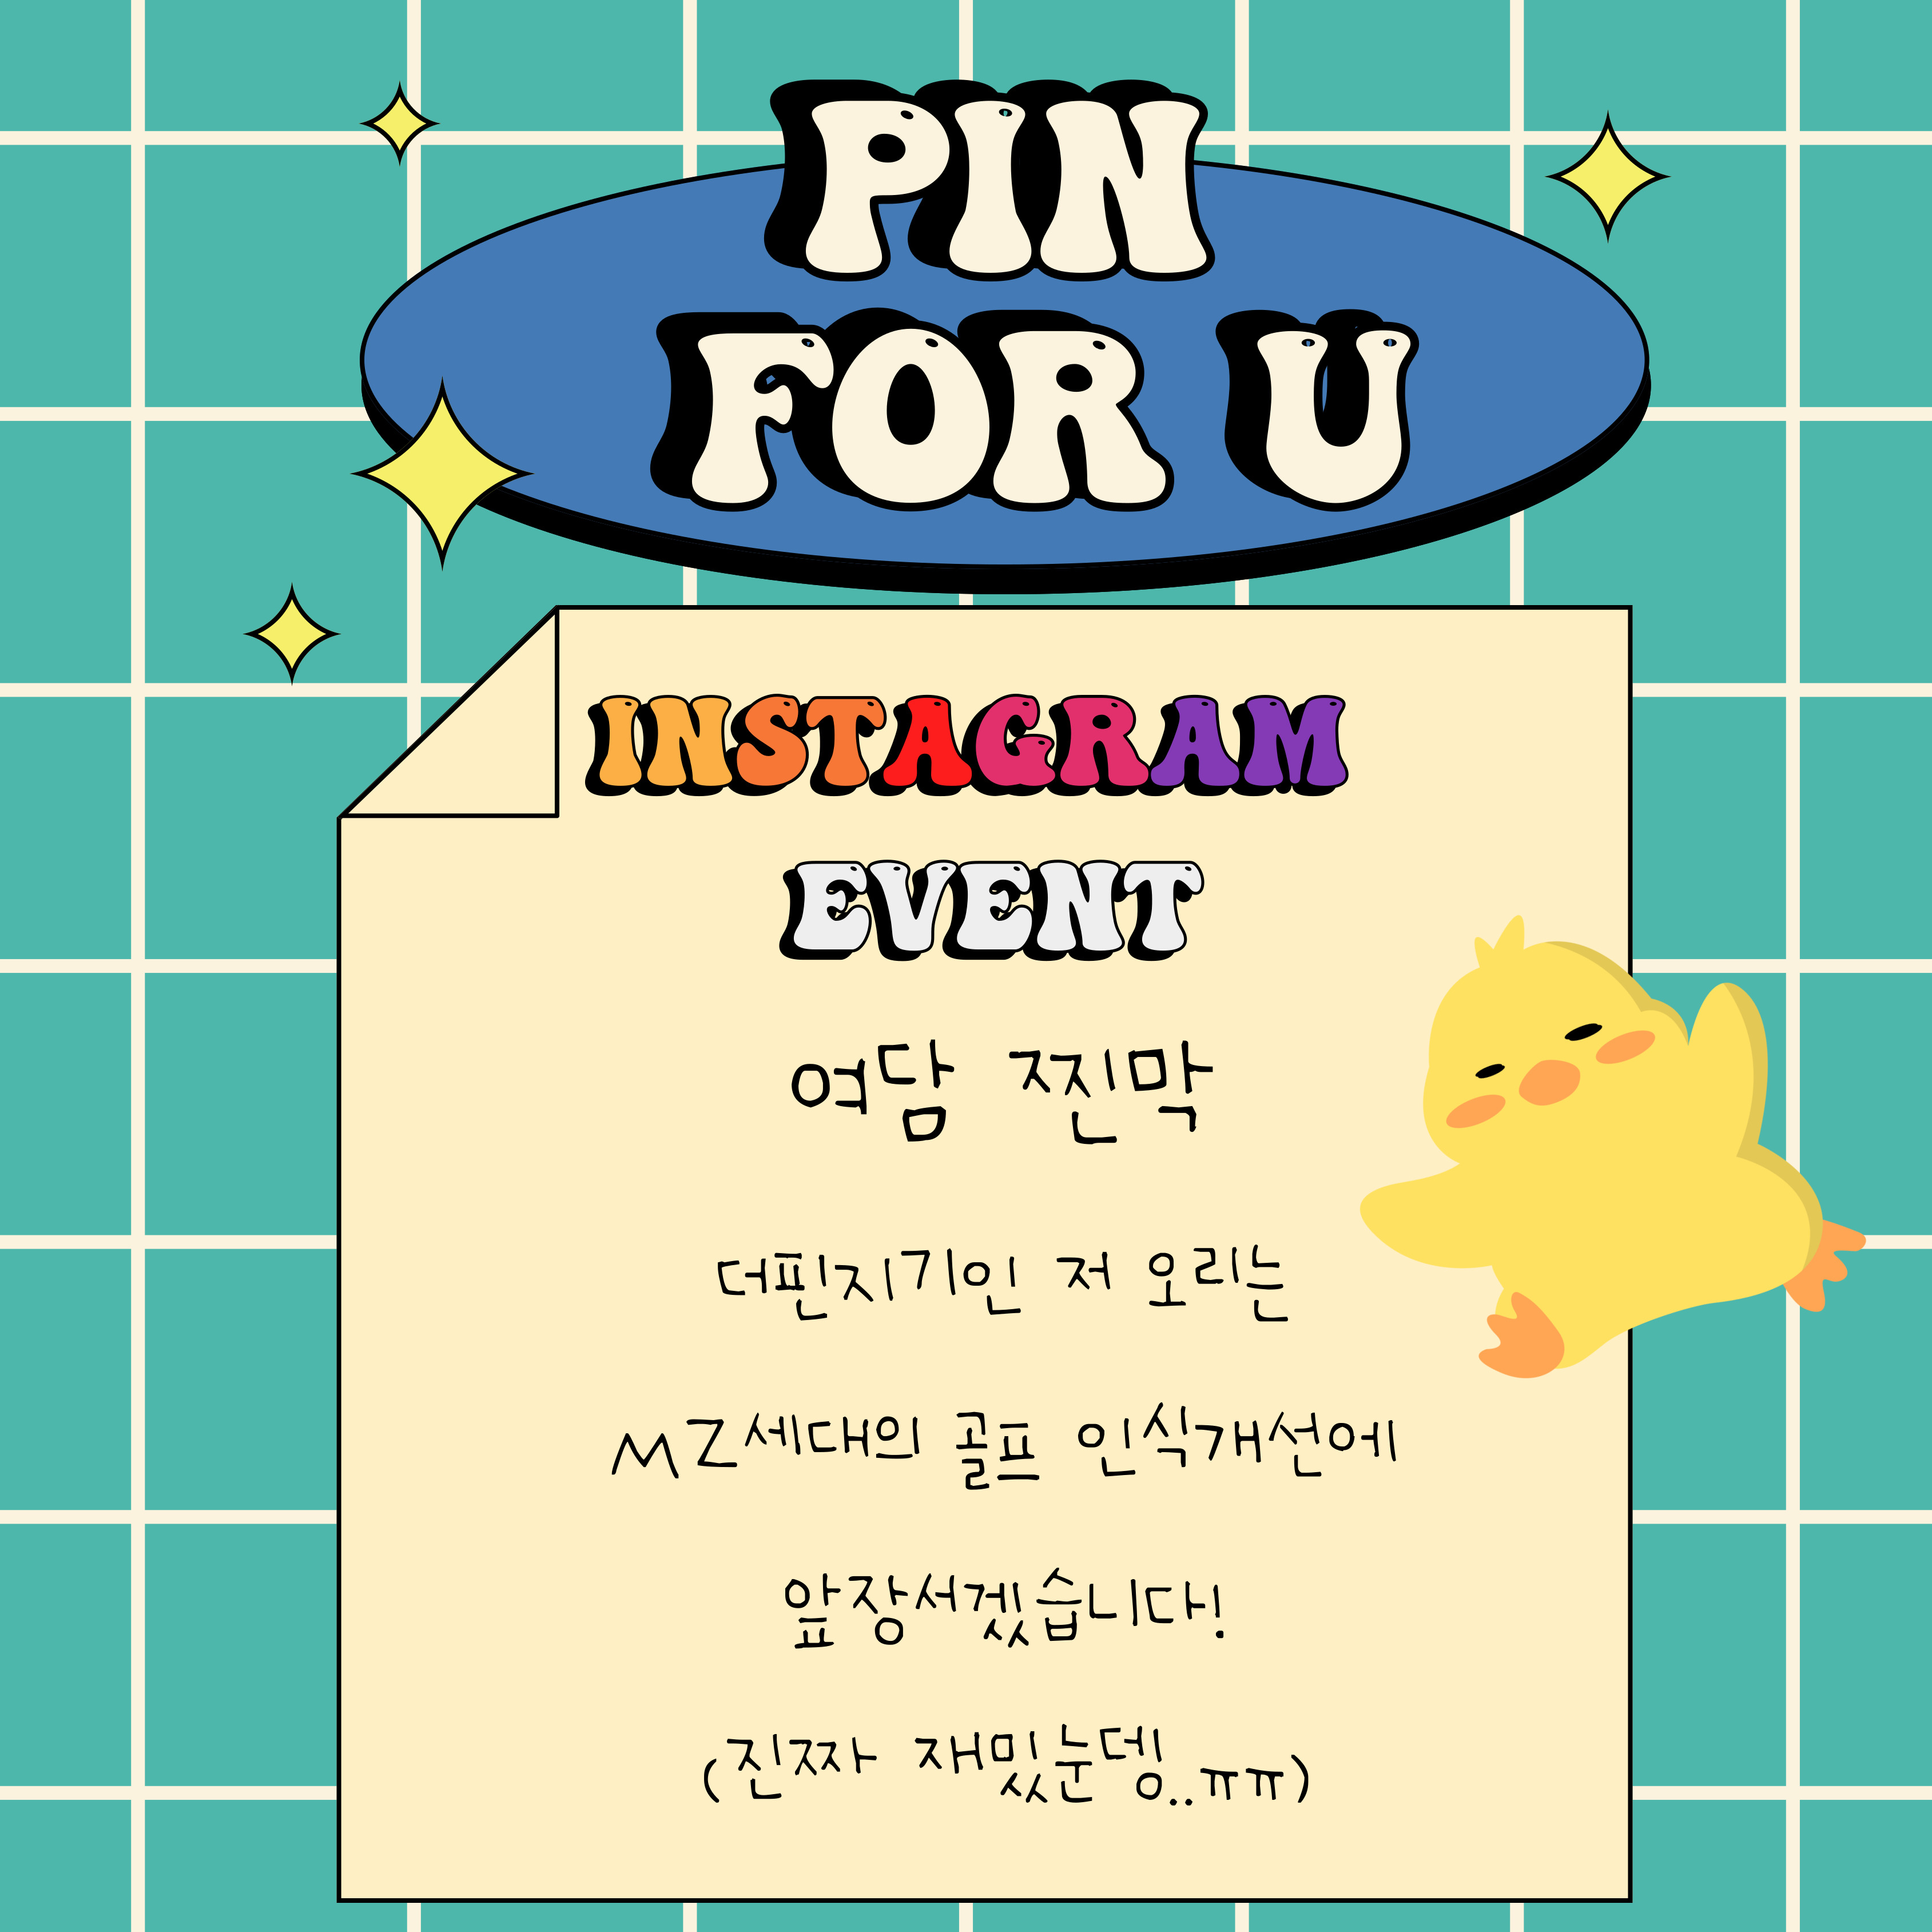 PIN
FOR U
INSTAGRAM
EVENT
여담 쩐막
더핀지기인 저 오리는
MZ세대의 골프 인식개선에
앞장서겠습니다!
(진짜 재밌는뎅..ㅠㅠ)